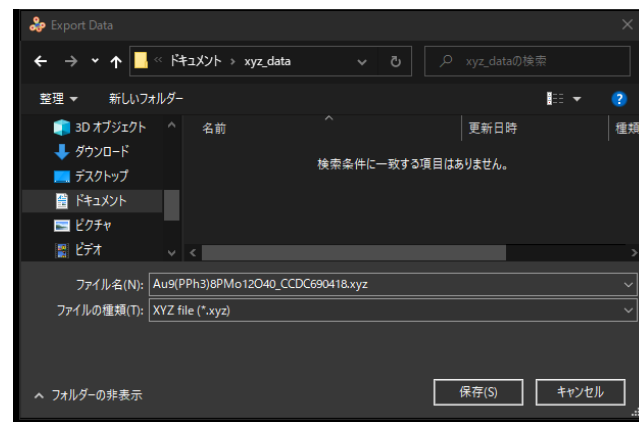 Export Data
« ドキュメント › xyz_data
xyz_dataの検索
整理 新しいフォルダー
3D オブジェクト
ダウンロード
デスクトップ
ドキュメント
ピクチャ
ビデオ
名前 更新日時 種類
検索条件に一致する項目はありません。
ファイル名(N): Au9(PPh3)8PMo12O40_CCDC690418.xyz
ファイルの種類(T): XYZ file (*.xyz)
フォルダーの非表示
保存(S) キャンセル